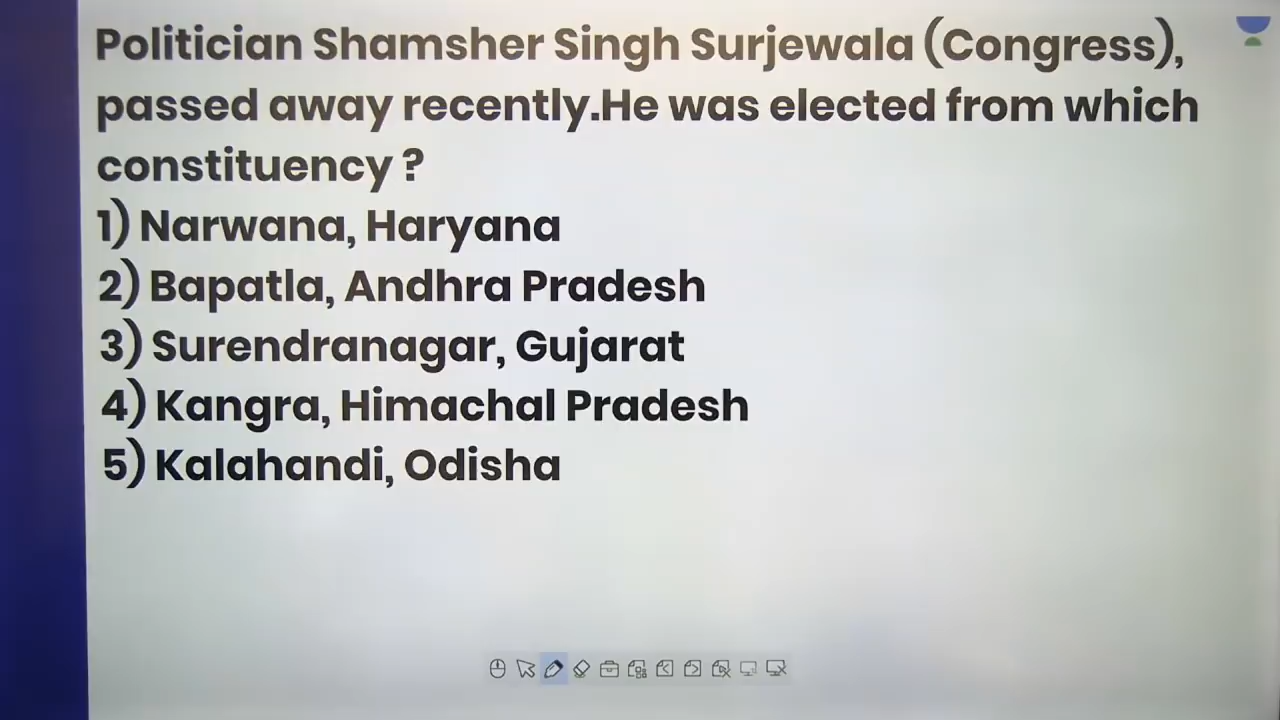 Politician Shamsher Singh Surjewala (Congress),
passed away recently.He was elected from which
constituency ?
1) Narwana, Haryana
2) Bapatla, Andhra Pradesh
3) Surendranagar, Gujarat
4) Kangra, Himachal Pradesh
5) Kalahandi, Odisha